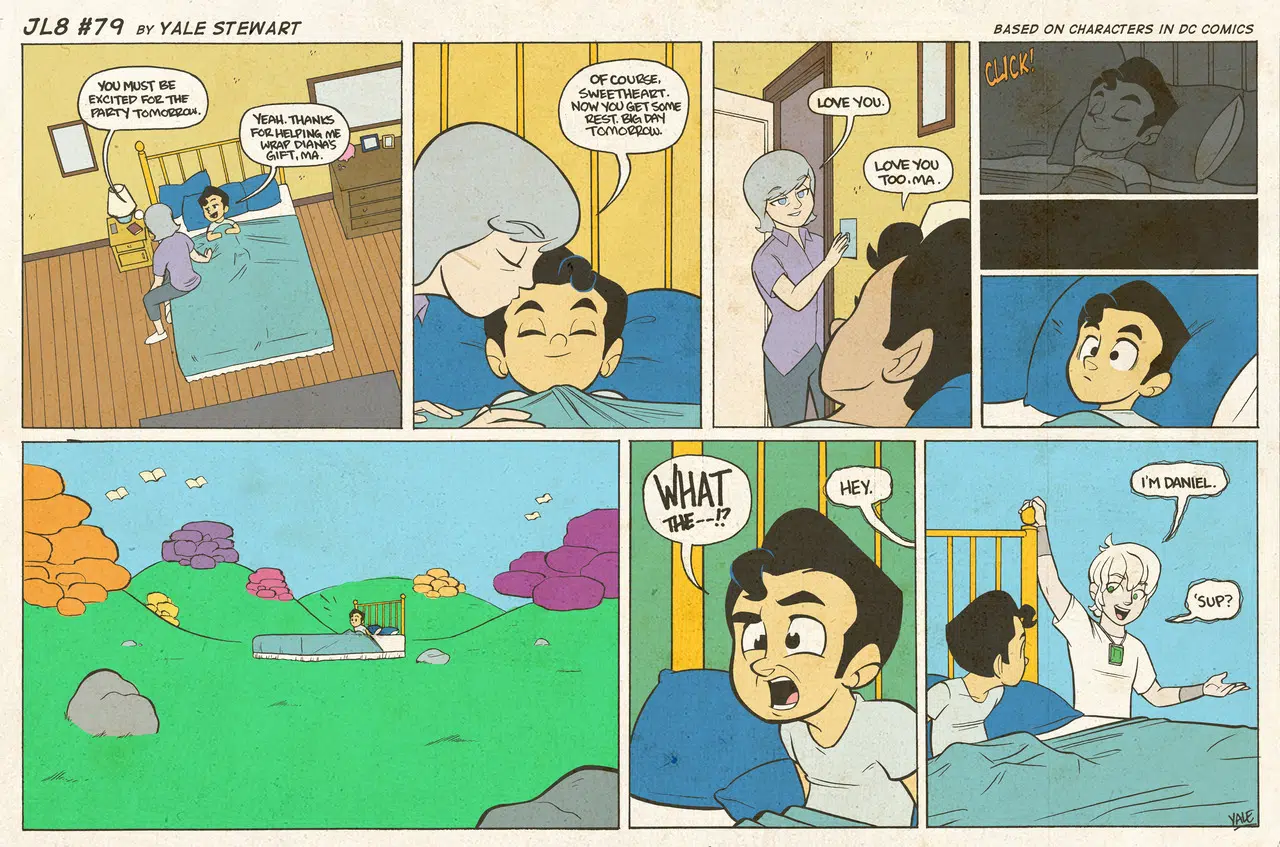 JL8 #79 BY YALE STEWART
BASED ON CHARACTERS IN DC COMICS
YOU MUST BE
EXCITED FOR THE
PARTY TOMORROW.
YEAH. THANKS
FOR HELPING ME
WRAP DIANA'S
GIFT, MA.
OF COURSE,
SWEETHEART.
NOW YOU GET SOME
REST. BIG DAY
TOMORROW.
LOVE YOU.
LOVE YOU
TOO, MA.
CLICK!
WHAT
THE--!?
HEY.
I'M DANIEL.
'SUP?
YALE